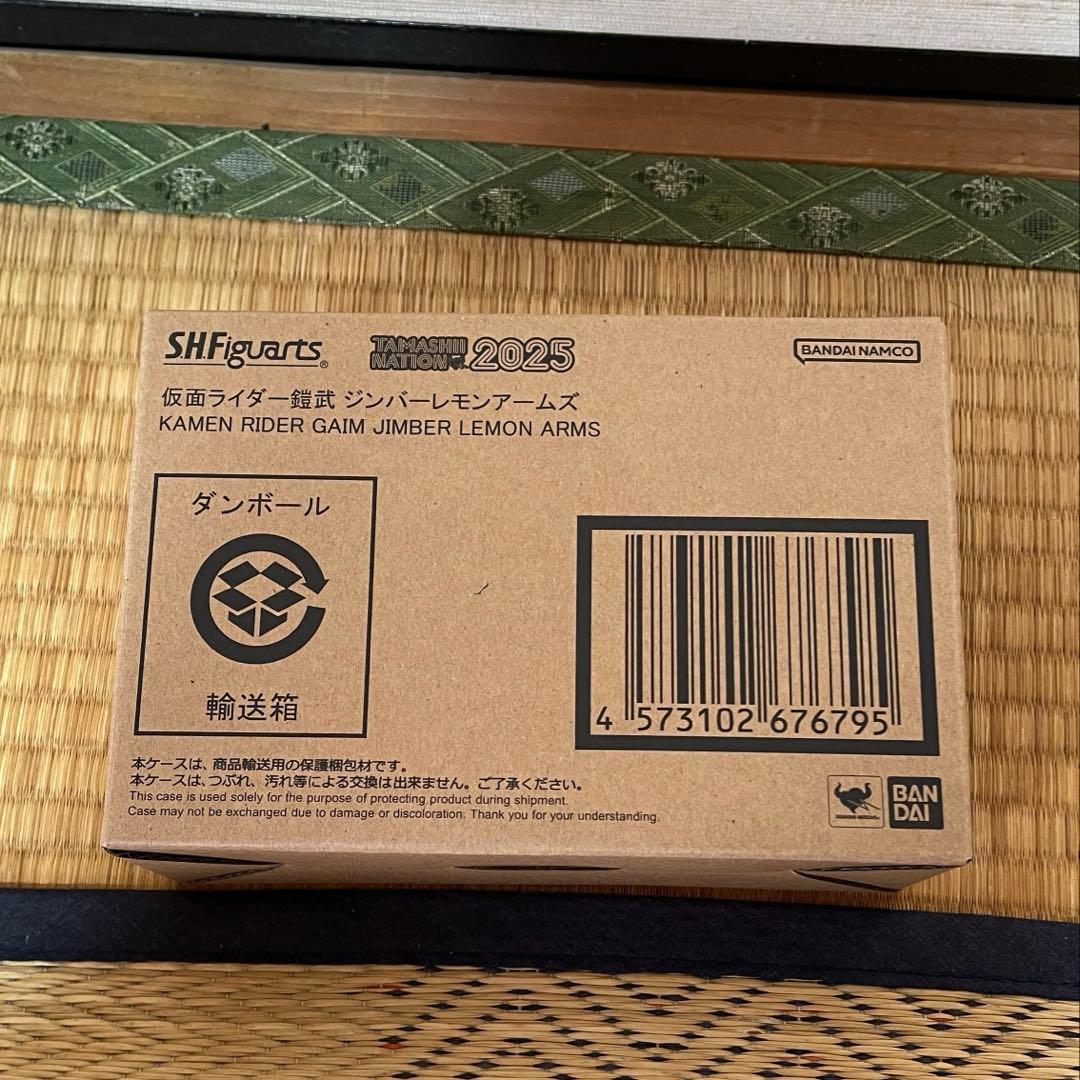 S.H.Figuarts®
TAMASHII NATION 2025
BANDAI NAMCO
仮面ライダー鎧武 ジンバーレモンアームズ
KAMEN RIDER GAIM JIMBER LEMON ARMS
ダンボール
輸送箱
4 573102 676795
本ケースは、商品輸送用の保護梱包材です。
本ケースは、つぶれ、汚れ等による交換は出来ません。ご了承ください。
This case is used solely for the purpose of protecting product during shipment.
Case may not be exchanged due to damage or discoloration. Thank you for your understanding.
BAN
DAI